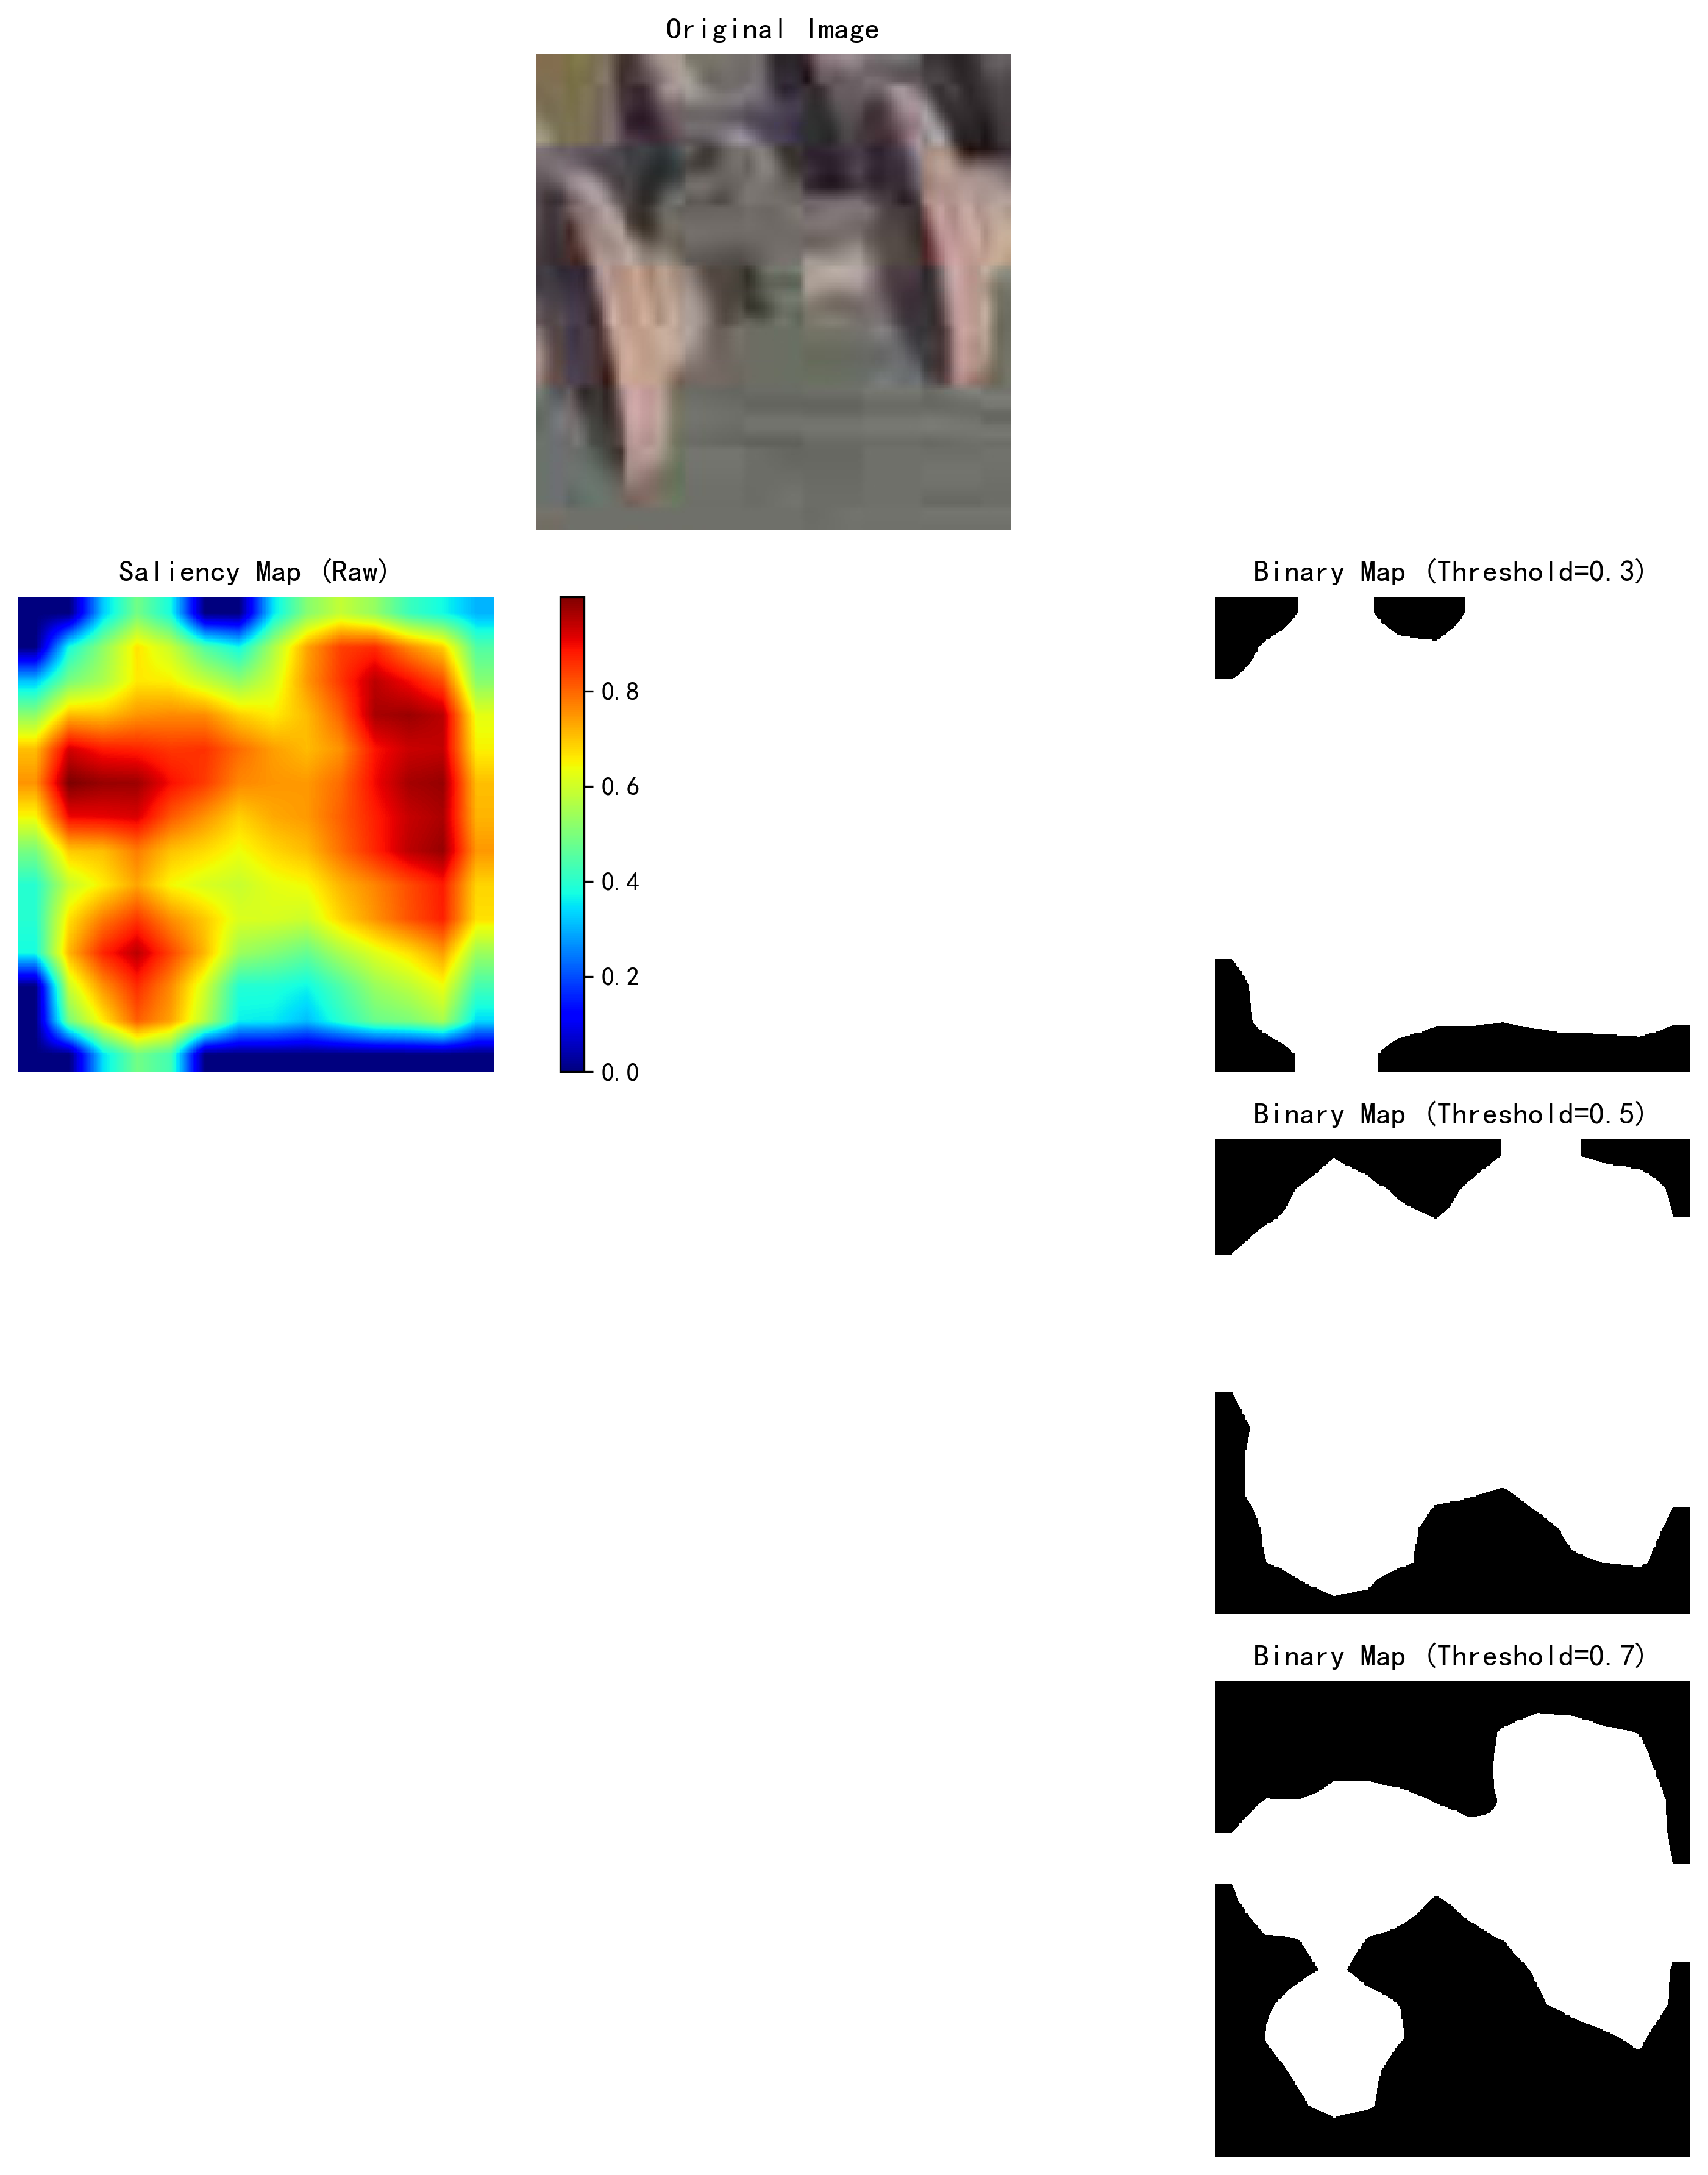 Original Image
Saliency Map (Raw)
Binary Map (Threshold=0.3)
0.8
0.6
0.4
0.2
0.0
Binary Map (Threshold=0.5)
Binary Map (Threshold=0.7)